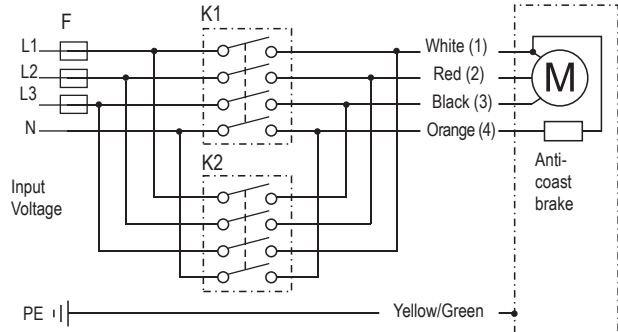 F
K1
L1
L2
L3
N
White (1)
Red (2)
Black (3)
Orange (4)
M
Anti-
coast
brake
K2
Input
Voltage
PE
Yellow/Green